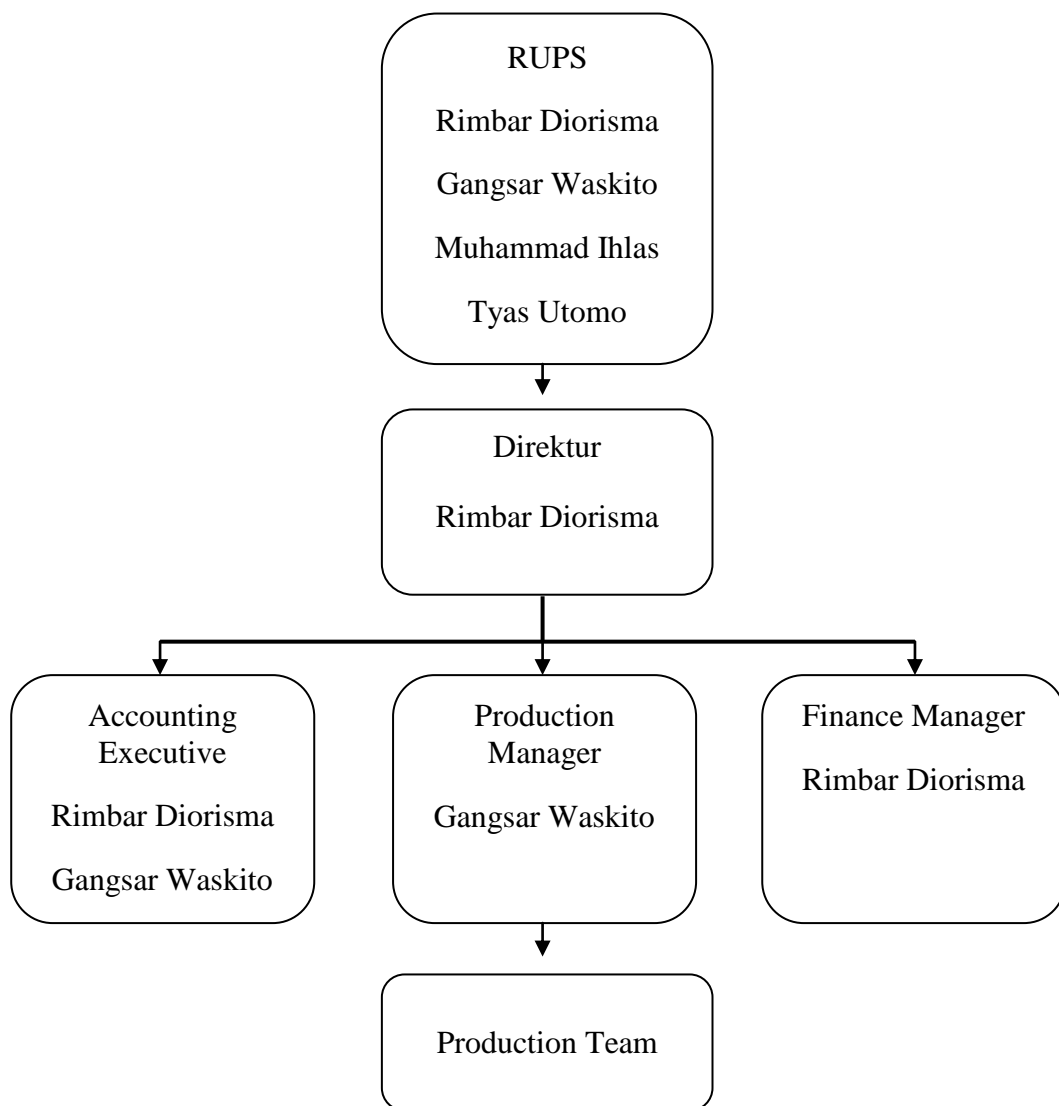 RUPS
Rimbar Diorisma
Gangsar Waskito
Muhammad Ihlas
Tyas Utomo
Direktur
Rimbar Diorisma
Accounting
Executive
Rimbar Diorisma
Gangsar Waskito
Production
Manager
Gangsar Waskito
Finance Manager
Rimbar Diorisma
Production Team